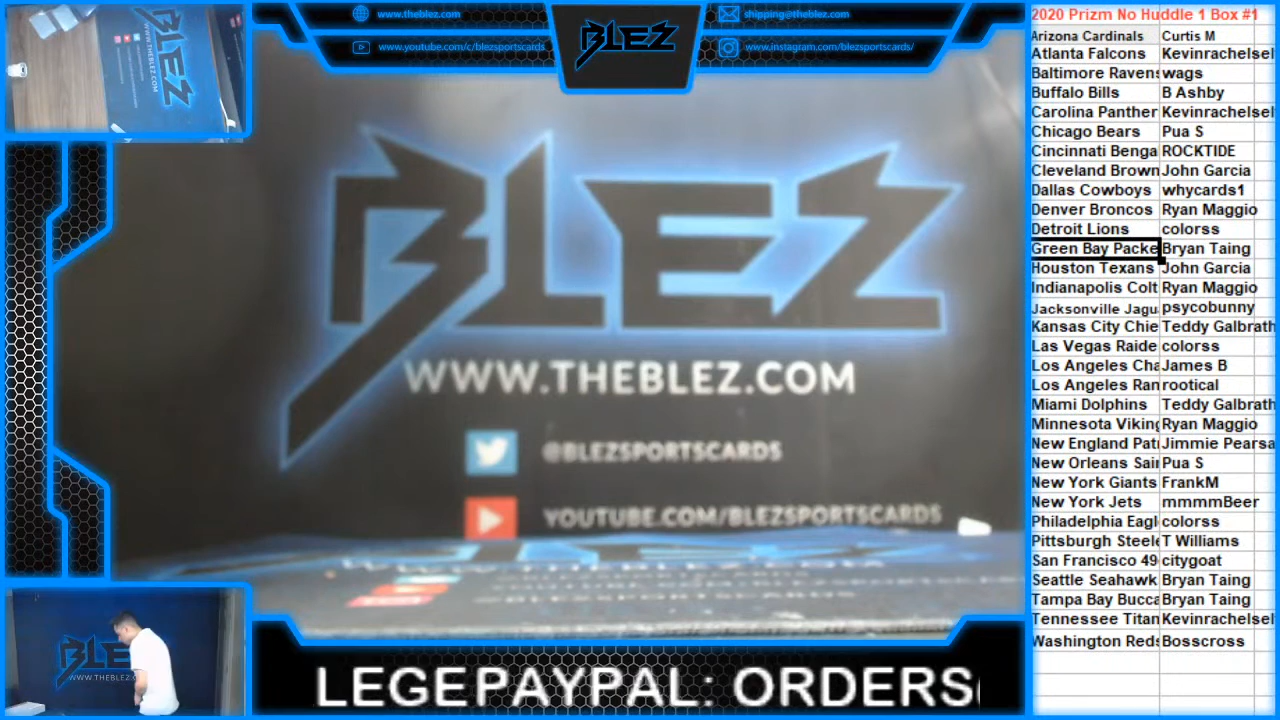 www.theblez.com
www.youtube.com/c/blezsportscards
BLEZ
shipping@theblez.com
www.instagram.com/blezsportscards/
WWW.THEBLEZ.COM
BLEZ
WWW.THEBLEZ.COM
@BLEZSPORTSCARDS
YOUTUBE.COM/BLEZSPORTSCARDS
BLE
WWW.THEBLEZ.C
LEGEPAYPAL: ORDERS
2020 Prizm No Huddle 1 Box #1
Arizona Cardinals Curtis M
Atlanta Falcons Kevinrachelsel
Baltimore Ravens wags
Buffalo Bills B Ashby
Carolina Panther Kevinrachelsel
Chicago Bears Pua S
Cincinnati Benga ROCKTIDE
Cleveland Brown John Garcia
Dallas Cowboys whycards1
Denver Broncos Ryan Maggio
Detroit Lions colorss
Green Bay Packe Bryan Taing
Houston Texans John Garcia
Indianapolis Colt Ryan Maggio
Jacksonville Jagu psycobunny
Kansas City Chie Teddy Galbrath
Las Vegas Raide colorss
Los Angeles Cha James B
Los Angeles Ran rootical
Miami Dolphins Teddy Galbrath
Minnesota Viking Ryan Maggio
New England Pat Jimmie Pearsa
New Orleans Sai Pua S
New York Giants FrankM
New York Jets mmmmBeer
Philadelphia Eagl colorss
Pittsburgh Steele T Williams
San Francisco 49 citygoat
Seattle Seahawk Bryan Taing
Tampa Bay Bucca Bryan Taing
Tennessee Titan Kevinrachelsel
Washington Reds Bosscross